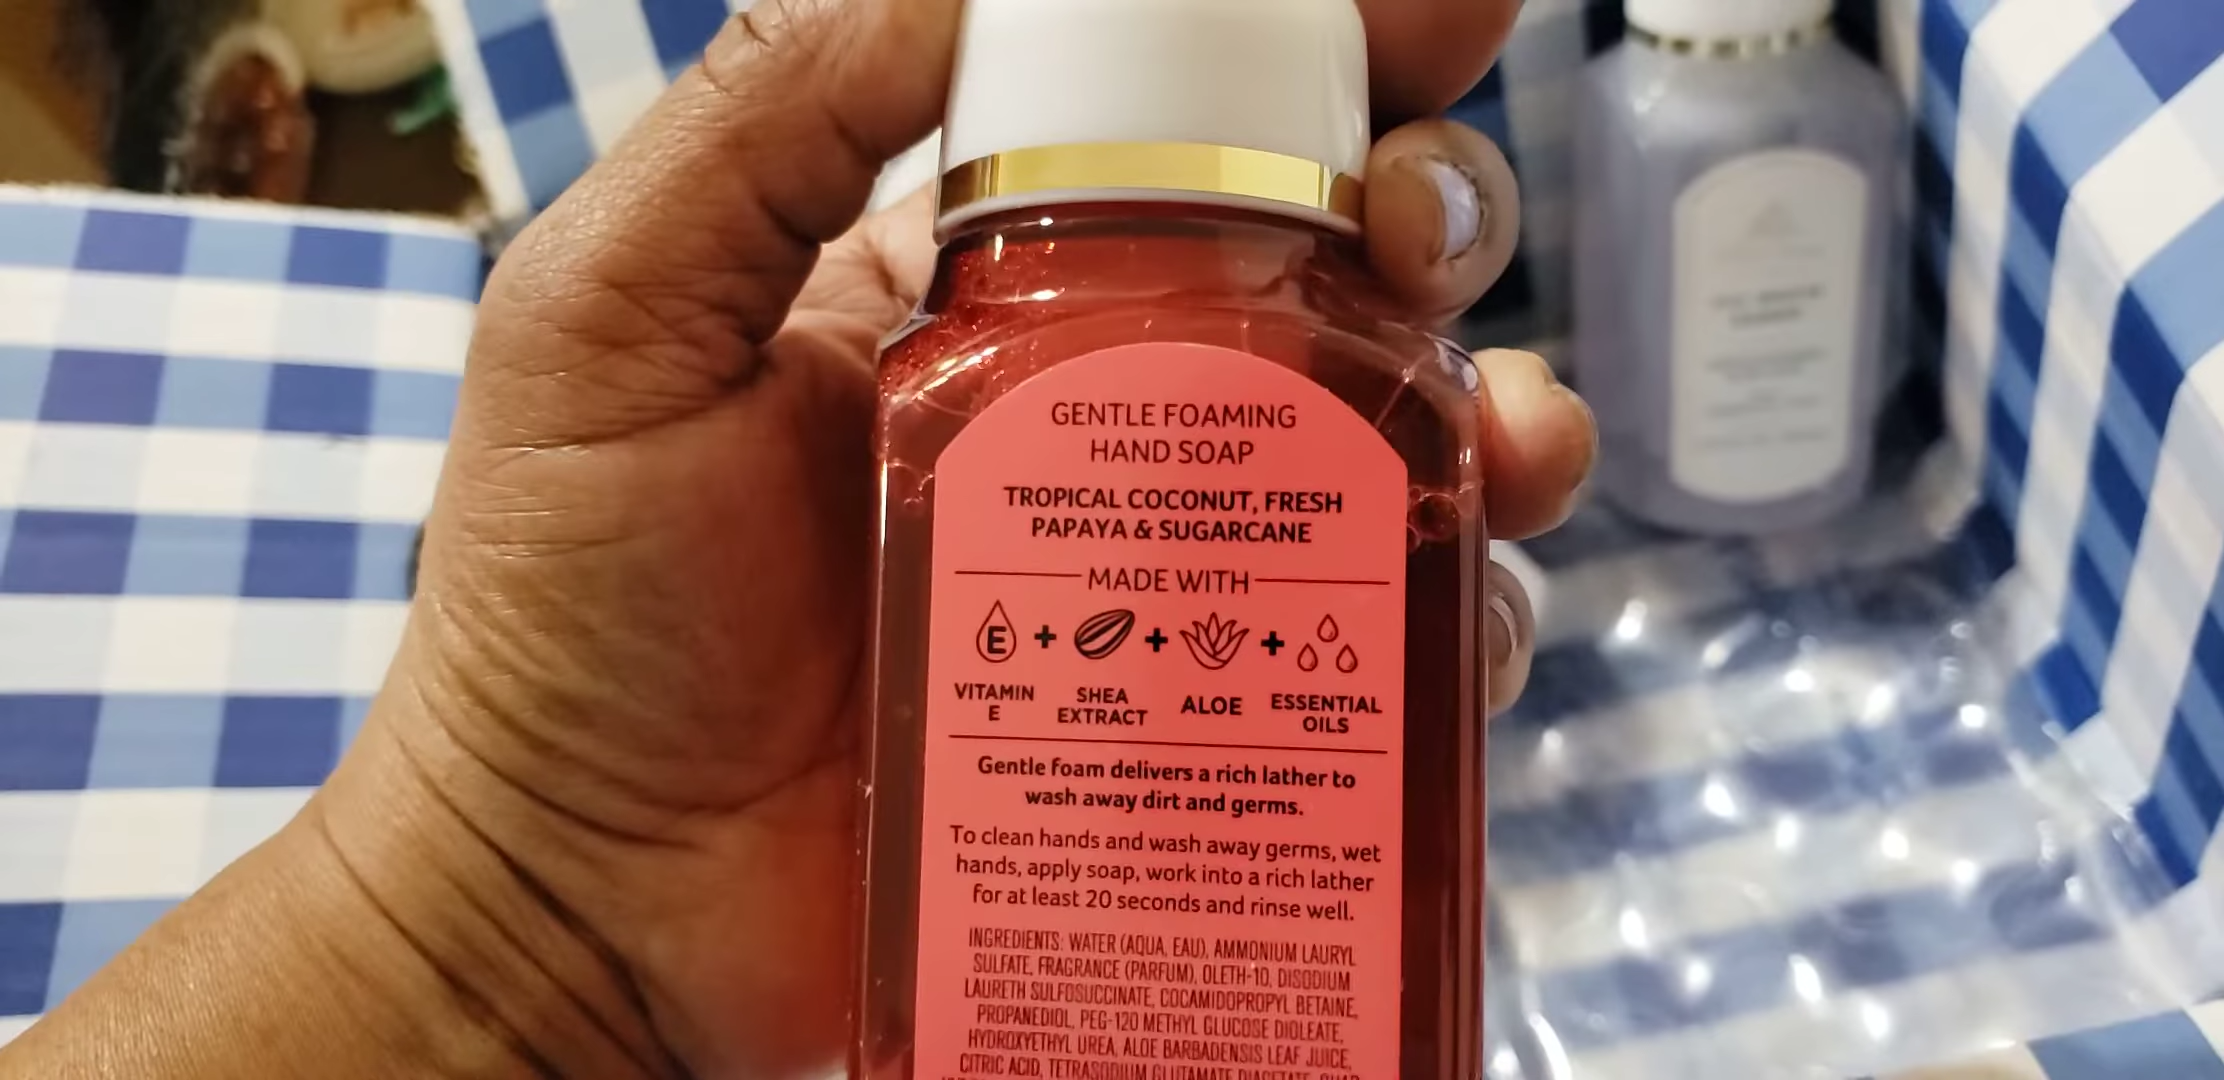 GENTLE FOAMING
HAND SOAP
TROPICAL COCONUT, FRESH
PAPAYA & SUGARCANE
MADE WITH
E + + +
VITAMIN E
SHEA EXTRACT
ALOE
ESSENTIAL OILS
Gentle foam delivers a rich lather to
wash away dirt and germs.
To clean hands and wash away germs, wet
hands, apply soap, work into a rich lather
for at least 20 seconds and rinse well.
INGREDIENTS: WATER (AQUA, EAU), AMMONIUM LAURYL
SULFATE, FRAGRANCE (PARFUM), OLETH-10, DISODIUM
LAURETH SULFOSUCCINATE, COCAMIDOPROPYL BETAINE,
PROPANEDIOL, PEG-120 METHYL GLUCOSE DIOLEATE,
HYDROXYETHYL UREA, ALOE BARBADENSIS LEAF JUICE,
CITRIC ACID, TETRASODIUM GLUTAMATE DIACETATE,